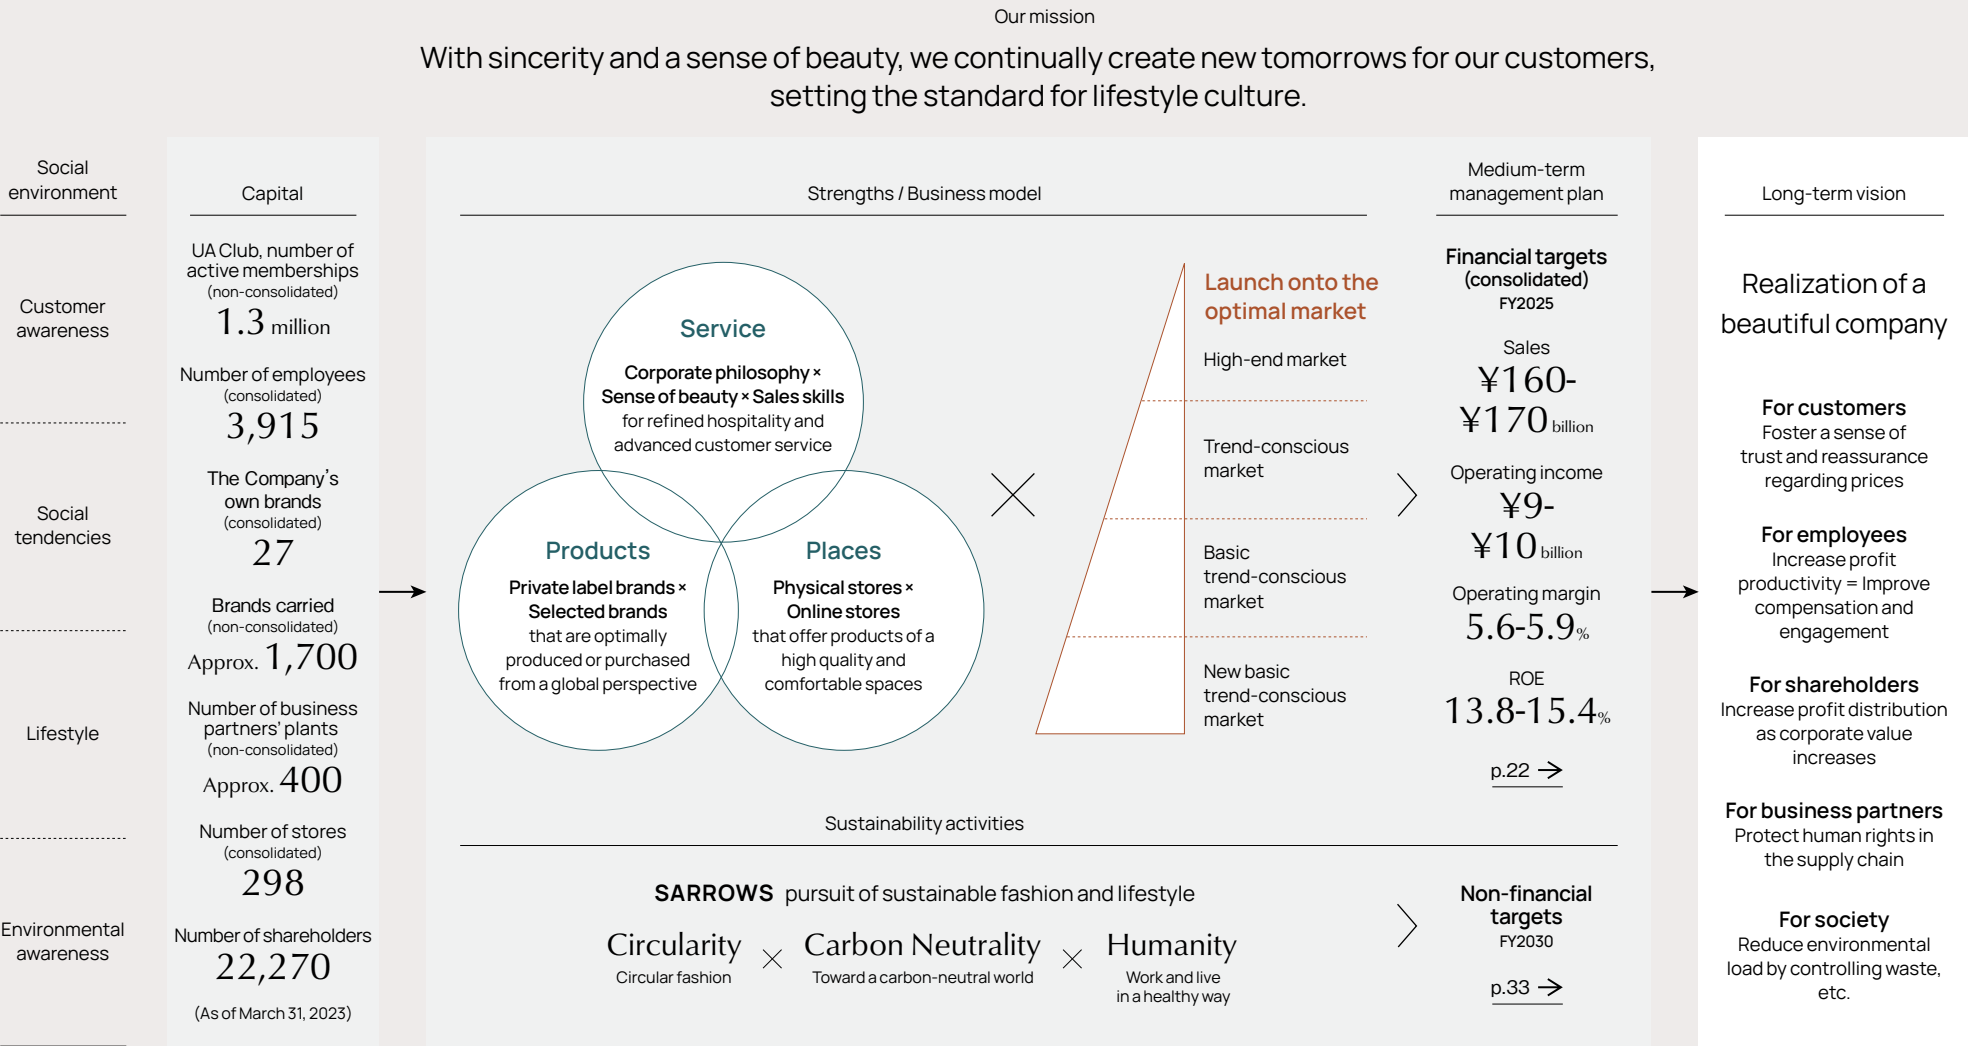 Our mission
With sincerity and a sense of beauty, we continually create new tomorrows for our customers,
setting the standard for lifestyle culture.
Social
environment
Customer
awareness
Social
tendencies
Lifestyle
Environmental
awareness
Capital
UA Club, number of
active memberships
(non-consolidated)
1.3 million
Number of employees
(consolidated)
3,915
The Company's
own brands
(consolidated)
27
Brands carried
(non-consolidated)
Approx. 1,700
Number of business
partners' plants
(non-consolidated)
Approx. 400
Number of stores
(consolidated)
298
Number of shareholders
22,270
(As of March 31, 2023)
Strengths / Business model
Service
Corporate philosophy ×
Sense of beauty × Sales skills
for refined hospitality and
advanced customer service
Products
Private label brands ×
Selected brands
that are optimally
produced or purchased
from a global perspective
Places
Physical stores ×
Online stores
that offer products of a
high quality and
comfortable spaces
×
Launch onto the
optimal market
High-end market
Trend-conscious
market
Basic
trend-conscious
market
New basic
trend-conscious
market
Medium-term
management plan
Financial targets
(consolidated)
FY2025
Sales
¥160-
¥170 billion
Operating income
¥9-
¥10 billion
Operating margin
5.6-5.9%
ROE
13.8-15.4%
p.22 →
Sustainability activities
SARROWS pursuit of sustainable fashion and lifestyle
Circularity × Carbon Neutrality × Humanity
Circular fashion Toward a carbon-neutral world Work and live
in a healthy way
Non-financial
targets
FY2030
p.33 →
Long-term vision
Realization of a
beautiful company
For customers
Foster a sense of
trust and reassurance
regarding prices
For employees
Increase profit
productivity = Improve
compensation and
engagement
For shareholders
Increase profit distribution
as corporate value
increases
For business partners
Protect human rights in
the supply chain
For society
Reduce environmental
load by controlling waste,
etc.